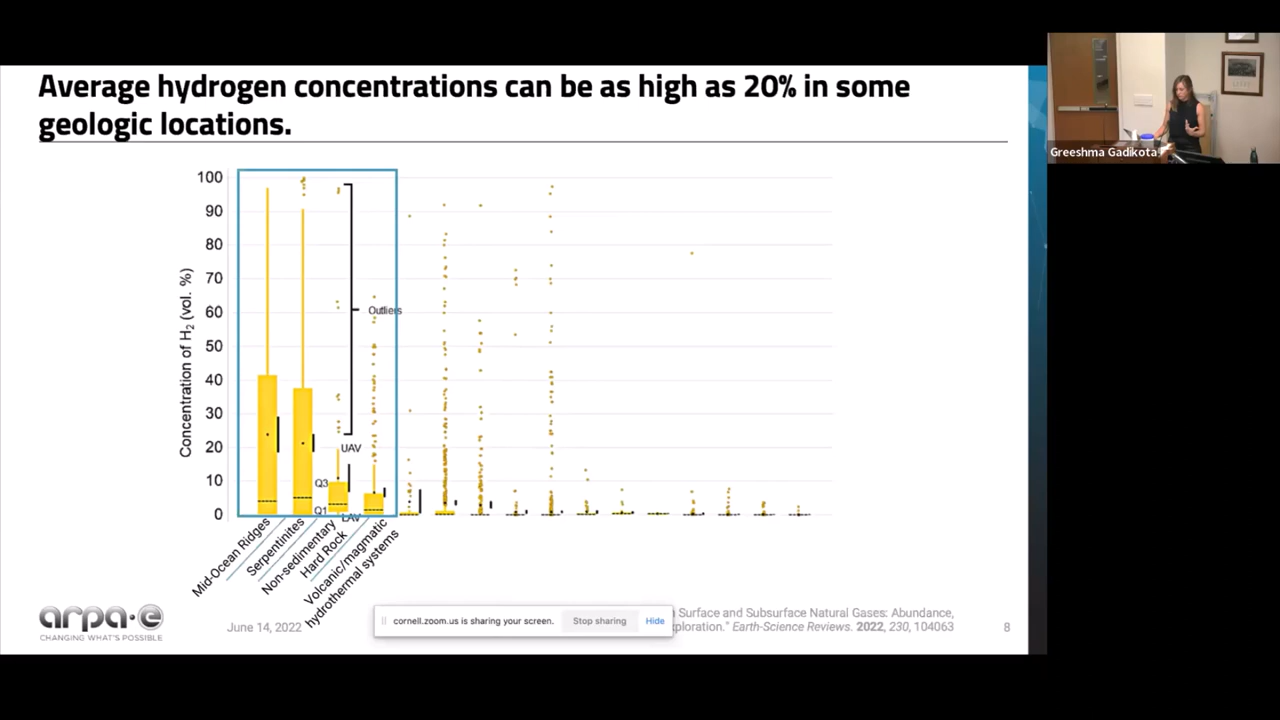 Average hydrogen concentrations can be as high as 20% in some
geologic locations.
Greeshma Gadikota
100
90
80
70
60
50
40
30
20
10
0
Concentration of H2 (vol. %)
Outliers
UAV
Q3
Q1
LAV
Mid-Ocean Ridges
Serpentinites
Non-sedimentary
Hard Rock
Volcanic/magmatic
hydrothermal systems
arpa·e
CHANGING WHAT'S POSSIBLE
June 14, 2022
cornell.zoom.us is sharing your screen.
Stop sharing
Hide
Surface and Subsurface Natural Gases: Abundance,
ploration." Earth-Science Reviews. 2022, 230, 104063
8